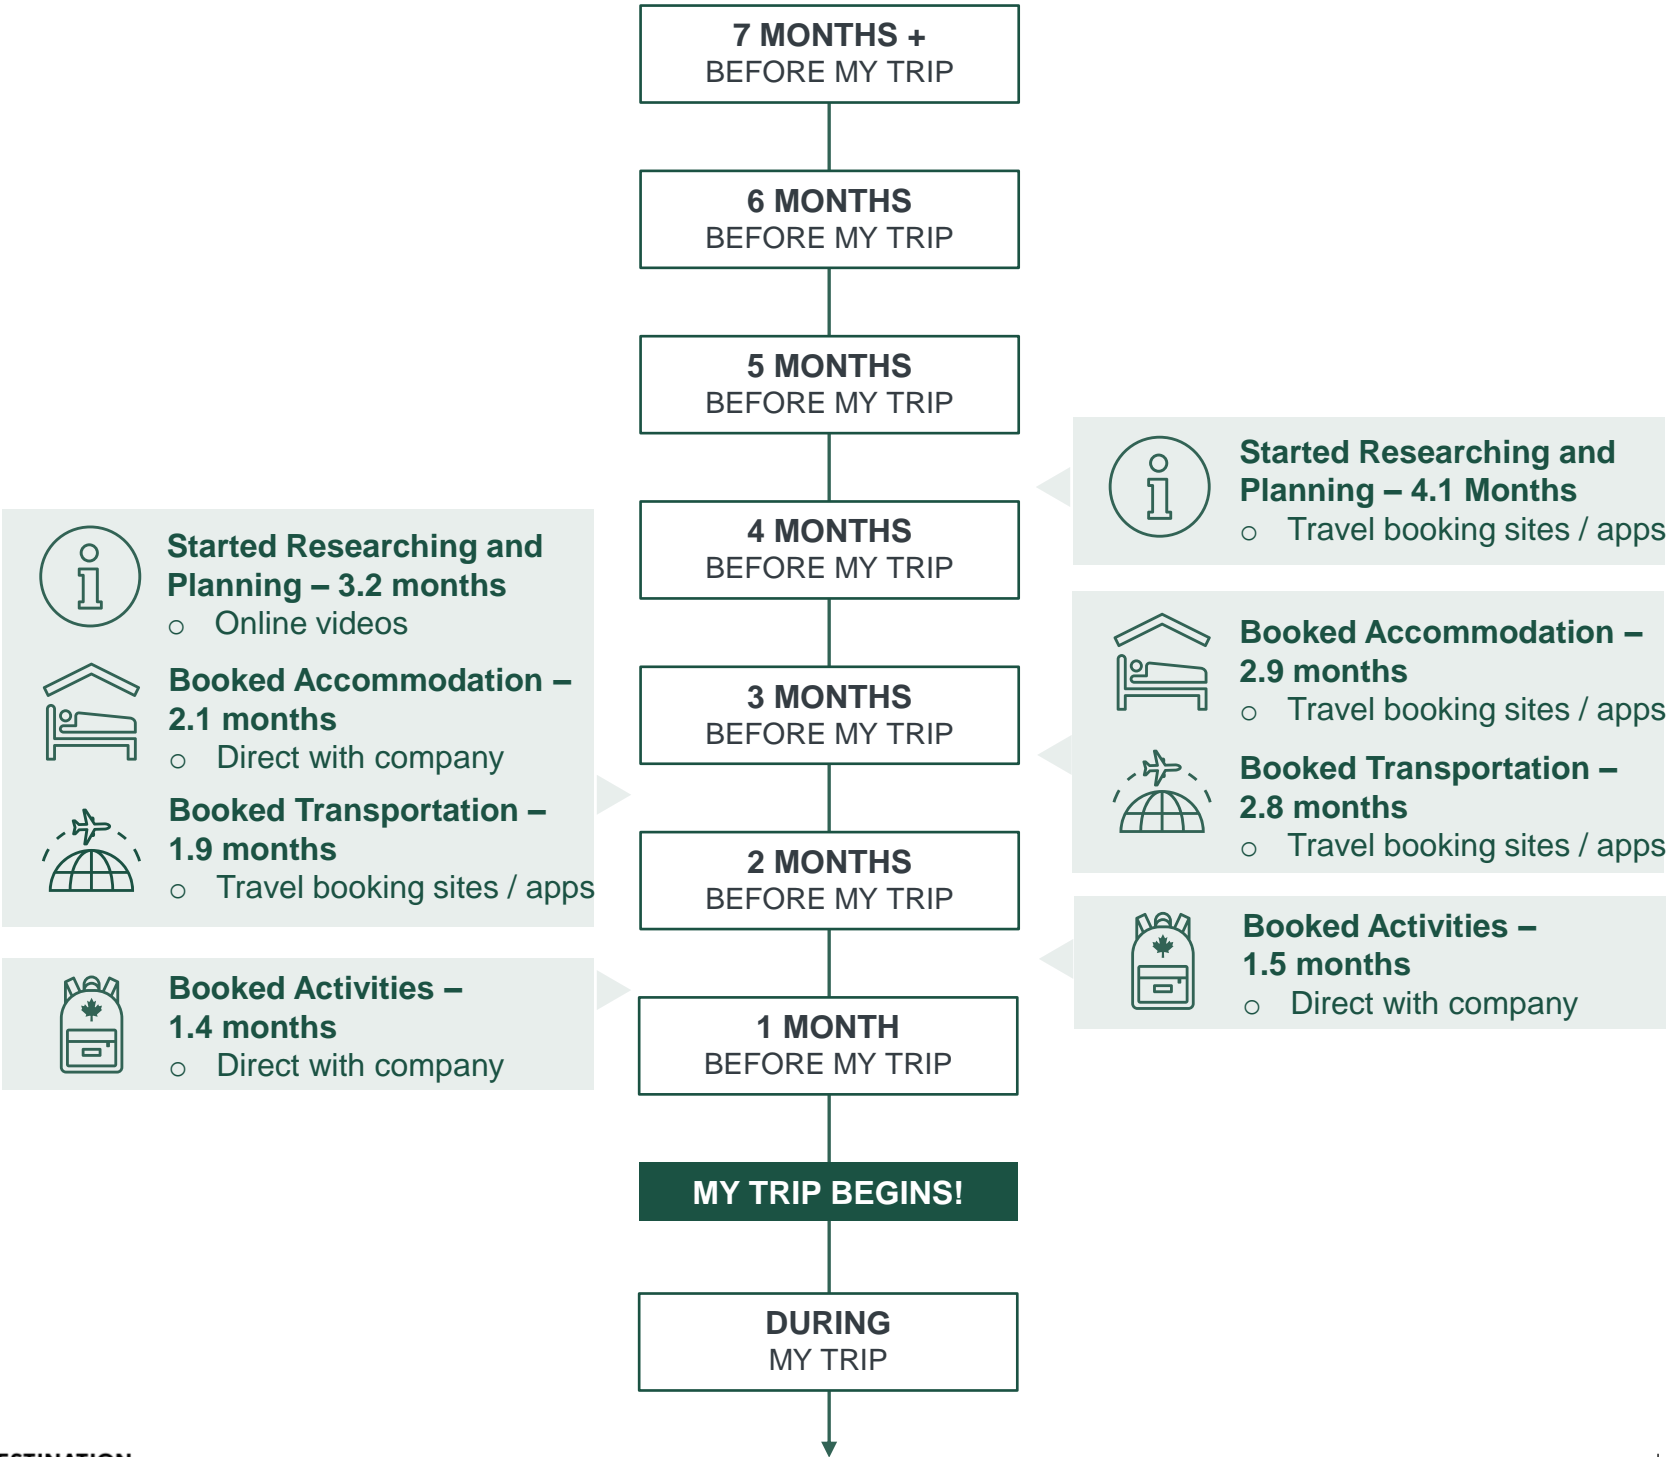 7 MONTHS +
BEFORE MY TRIP
6 MONTHS
BEFORE MY TRIP
5 MONTHS
BEFORE MY TRIP
4 MONTHS
BEFORE MY TRIP
3 MONTHS
BEFORE MY TRIP
2 MONTHS
BEFORE MY TRIP
1 MONTH
BEFORE MY TRIP
MY TRIP BEGINS!
DURING
MY TRIP
Started Researching and
Planning – 3.2 months
o Online videos
Booked Accommodation –
2.1 months
o Direct with company
Booked Transportation –
1.9 months
o Travel booking sites / apps
Booked Activities –
1.4 months
o Direct with company
Started Researching and
Planning – 4.1 Months
o Travel booking sites / apps
Booked Accommodation –
2.9 months
o Travel booking sites / apps
Booked Transportation –
2.8 months
o Travel booking sites / apps
Booked Activities –
1.5 months
o Direct with company